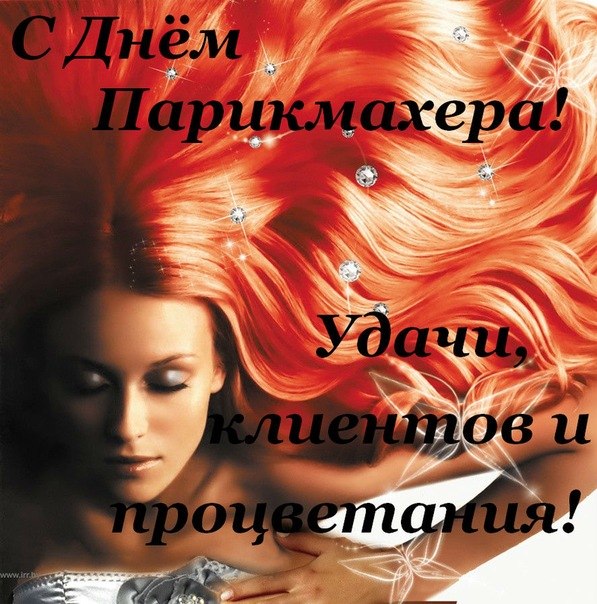 С Днём
Парикмахера!
Удачи,
клиентов и
процветания!